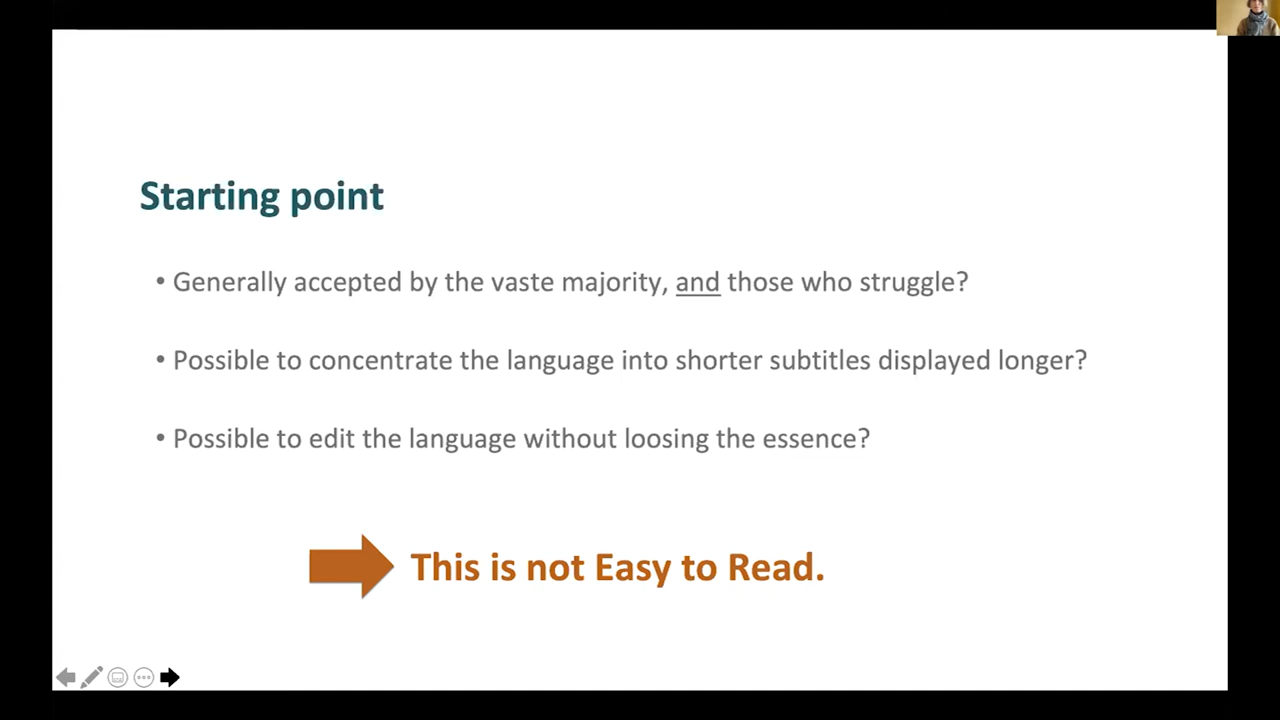 Starting point
• Generally accepted by the vaste majority, and those who struggle?
• Possible to concentrate the language into shorter subtitles displayed longer?
• Possible to edit the language without loosing the essence?
This is not Easy to Read.